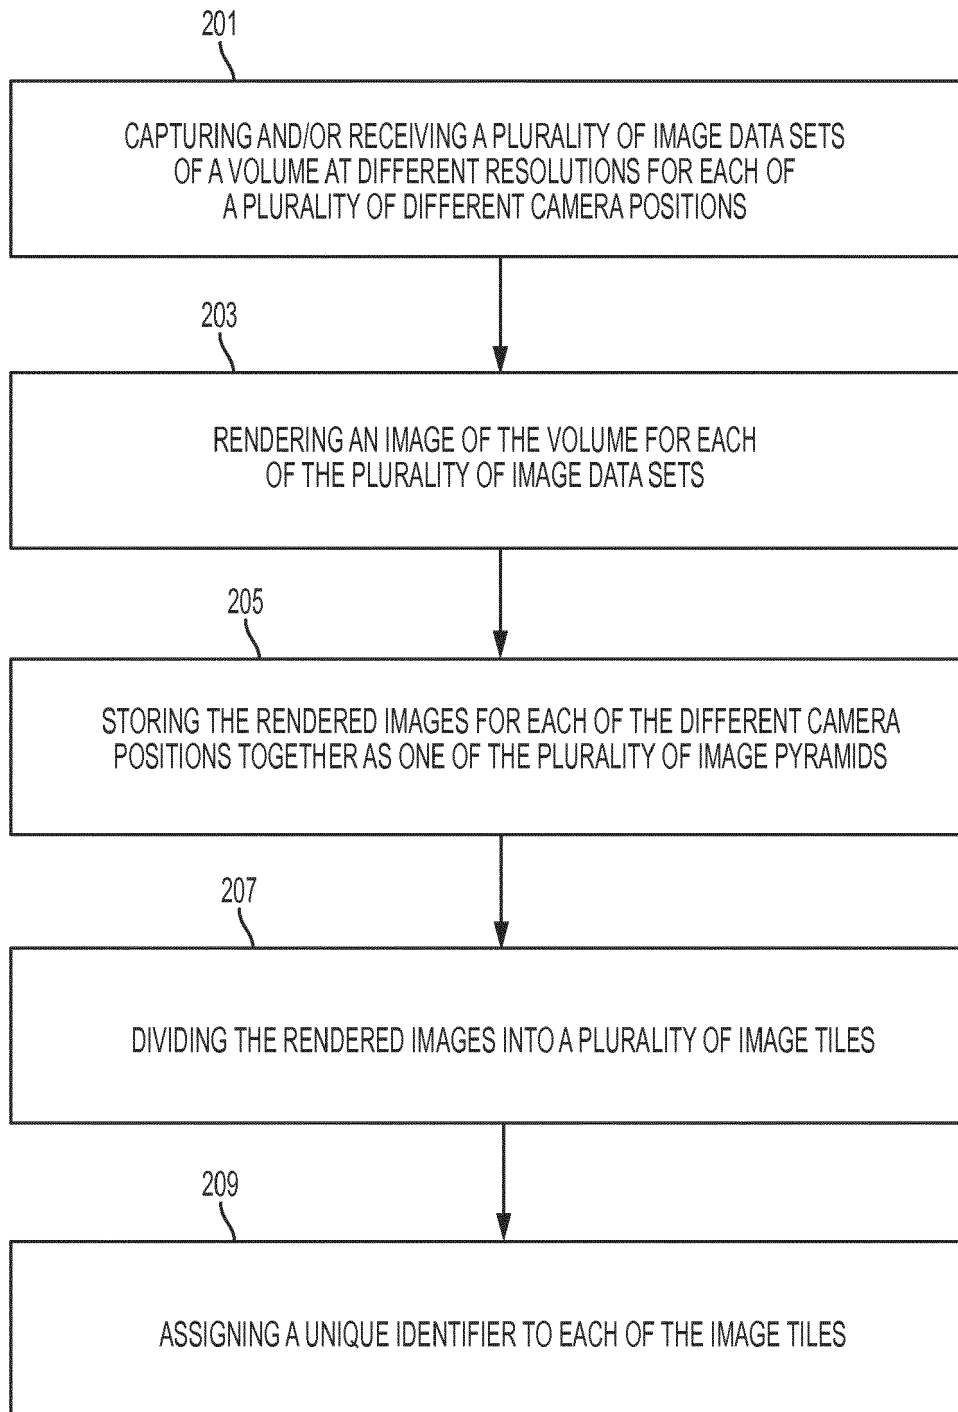 201
CAPTURING AND/OR RECEIVING A PLURALITY OF IMAGE DATA SETS
OF A VOLUME AT DIFFERENT RESOLUTIONS FOR EACH OF
A PLURALITY OF DIFFERENT CAMERA POSITIONS
203
RENDERING AN IMAGE OF THE VOLUME FOR EACH
OF THE PLURALITY OF IMAGE DATA SETS
205
STORING THE RENDERED IMAGES FOR EACH OF THE DIFFERENT CAMERA
POSITIONS TOGETHER AS ONE OF THE PLURALITY OF IMAGE PYRAMIDS
207
DIVIDING THE RENDERED IMAGES INTO A PLURALITY OF IMAGE TILES
209
ASSIGNING A UNIQUE IDENTIFIER TO EACH OF THE IMAGE TILES